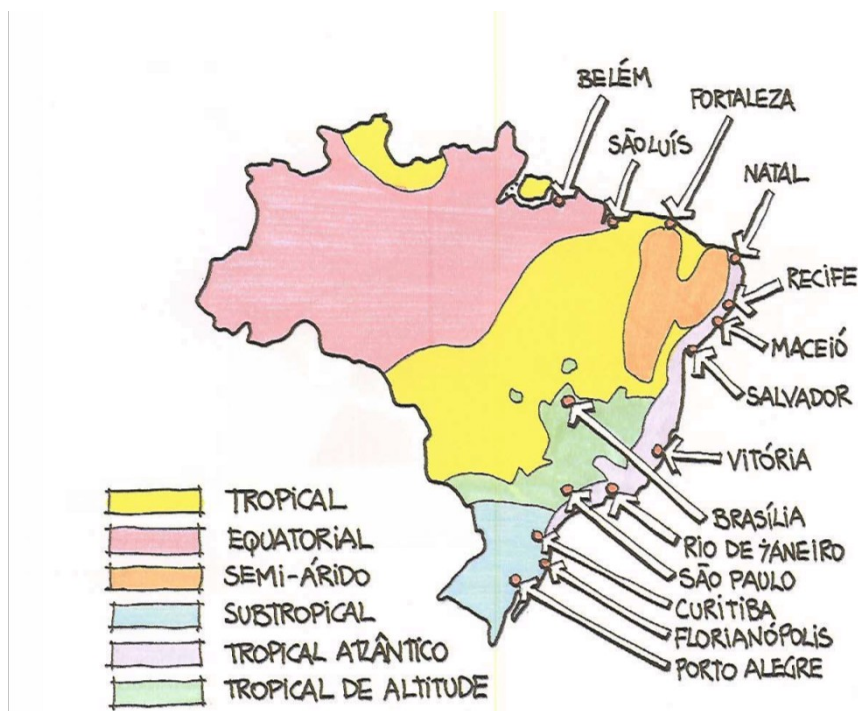 BELÉM
FORTALEZA
SÃO LUÍS
NATAL
RECIFE
MACEIÓ
SALVADOR
VITÓRIA
BRASÍLIA
RIO DE JANEIRO
SÃO PAULO
CURITIBA
FLORIANÓPOLIS
PORTO ALEGRE
TROPICAL
EQUATORIAL
SEMI-ÁRIDO
SUBTROPICAL
TROPICAL ATLÂNTICO
TROPICAL DE ALTITUDE